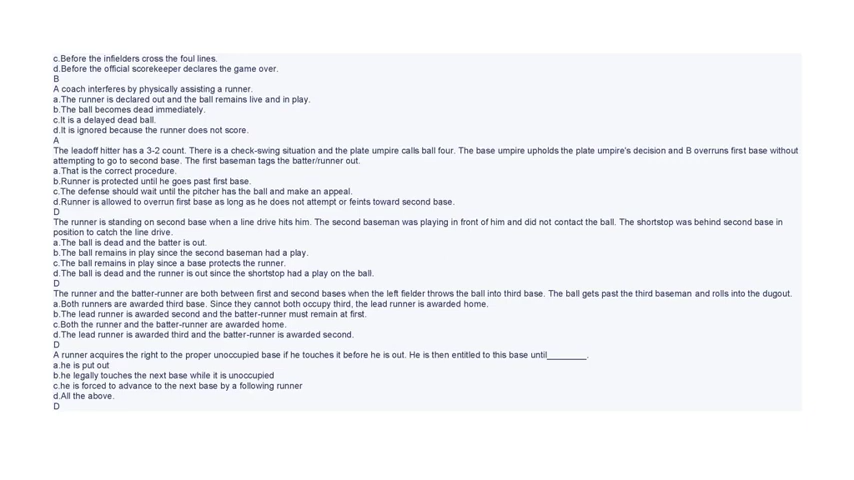 c.Before the infielders cross the foul lines.
d.Before the official scorekeeper declares the game over.
B
A coach interferes by physically assisting a runner.
a.The runner is declared out and the ball remains live and in play.
b.The ball becomes dead immediately.
c.It is a delayed dead ball.
d.It is ignored because the runner does not score.
A
The leadoff hitter has a 3-2 count. There is a check-swing situation and the plate umpire calls ball four. The base umpire upholds the plate umpire's decision and B overruns first base without
attempting to go to second base. The first baseman tags the batter/runner out.
a.That is the correct procedure.
b.Runner is protected until he goes past first base.
c.The defense should wait until the pitcher has the ball and make an appeal.
d.Runner is allowed to overrun first base as long as he does not attempt or feints toward second base.
D
The runner is standing on second base when a line drive hits him. The second baseman was playing in front of him and did not contact the ball. The shortstop was behind second base in
position to catch the line drive.
a.The ball is dead and the batter is out.
b.The ball remains in play since the second baseman had a play.
c.The ball remains in play since a base protects the runner.
d.The ball is dead and the runner is out since the shortstop had a play on the ball.
D
The runner and the batter-runner are both between first and second bases when the left fielder throws the ball into third base. The ball gets past the third baseman and rolls into the dugout.
a.Both runners are awarded third base. Since they cannot both occupy third, the lead runner is awarded home.
b.The lead runner is awarded second and the batter-runner must remain at first.
c.Both the runner and the batter-runner are awarded home.
d.The lead runner is awarded third and the batter-runner is awarded second.
D
A runner acquires the right to the proper unoccupied base if he touches it before he is out. He is then entitled to this base until________.
a.he is put out
b.he legally touches the next base while it is unoccupied
c.he is forced to advance to the next base by a following runner
d.All the above.
D